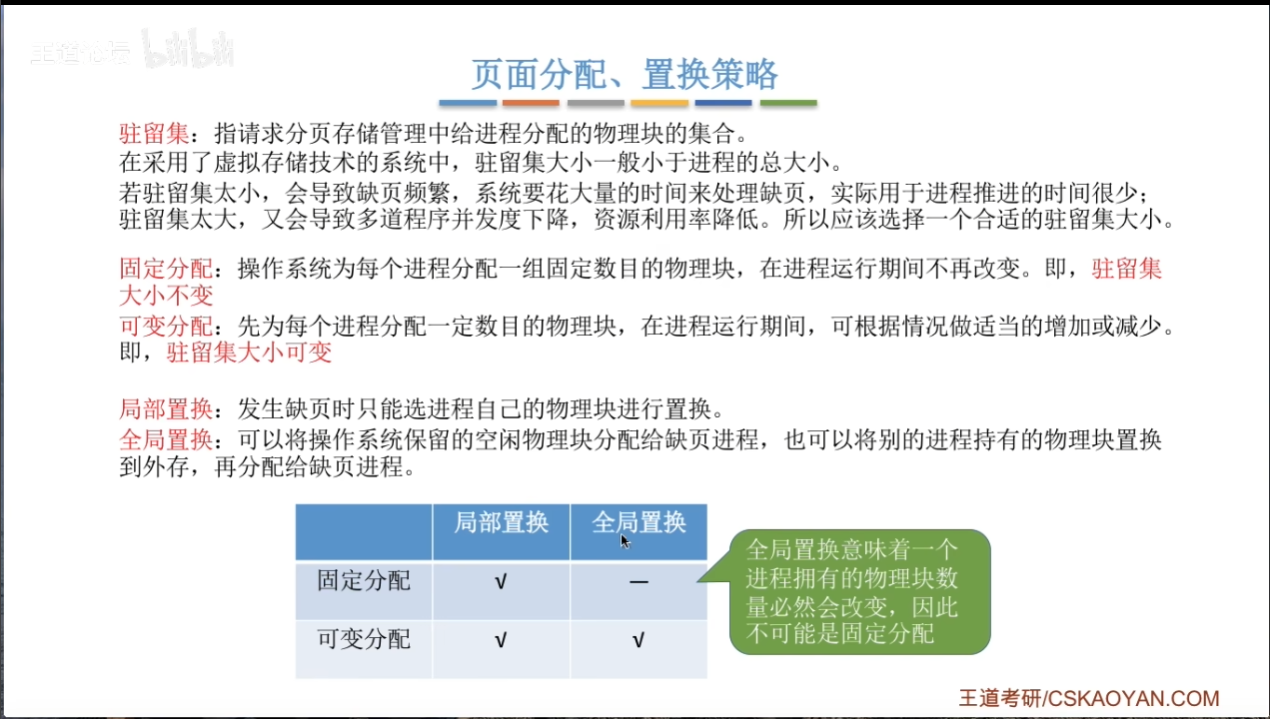 王道论坛 bilibili
页面分配、置换策略
驻留集：指请求分页存储管理中给进程分配的物理块的集合。
在采用了虚拟存储技术的系统中，驻留集大小一般小于进程的总大小。
若驻留集太小，会导致缺页频繁，系统要花大量的时间来处理缺页，实际用于进程推进的时间很少；
驻留集太大，又会导致多道程序并发度下降，资源利用率降低。所以应该选择一个合适的驻留集大小。
固定分配：操作系统为每个进程分配一组固定数目的物理块，在进程运行期间不再改变。即，驻留集
大小不变
可变分配：先为每个进程分配一定数目的物理块，在进程运行期间，可根据情况做适当的增加或减少。
即，驻留集大小可变
局部置换：发生缺页时只能选进程自己的物理块进行置换。
全局置换：可以将操作系统保留的空闲物理块分配给缺页进程，也可以将别的进程持有的物理块置换
到外存，再分配给缺页进程。
局部置换 全局置换
固定分配 √ —
可变分配 √ √
全局置换意味着一个
进程拥有的物理块数
量必然会改变，因此
不可能是固定分配
王道考研/CSKAOYAN.COM